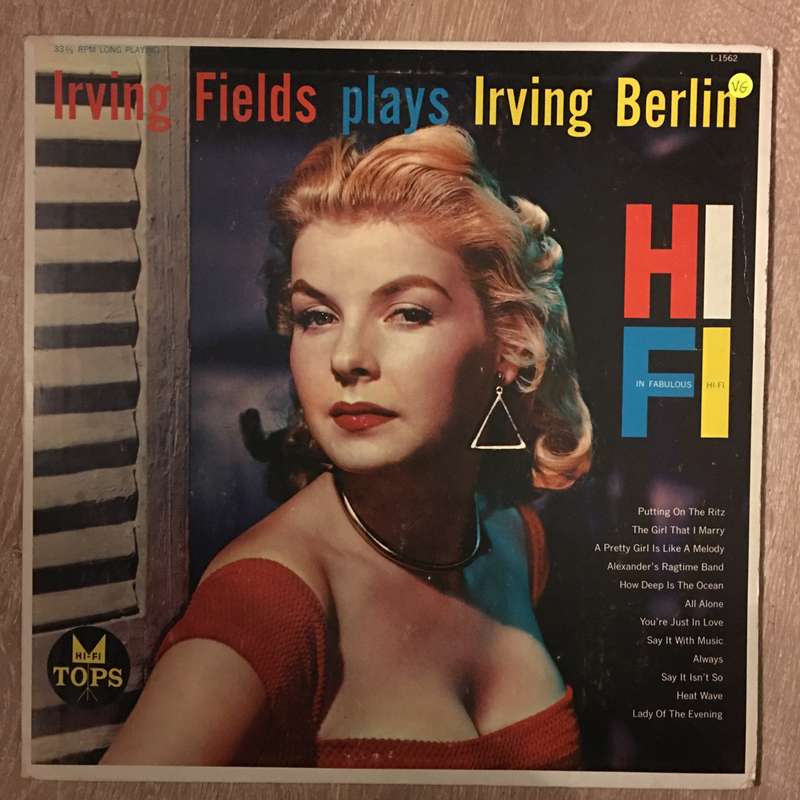 33⅓ RPM LONG PLAYING
L-1562
Irving Fields plays Irving Berlin
VG
HI
FI
IN FABULOUS HI-FI
Putting On The Ritz
The Girl That I Marry
A Pretty Girl Is Like A Melody
Alexander's Ragtime Band
How Deep Is The Ocean
All Alone
You're Just In Love
Say It With Music
Always
Say It Isn't So
Heat Wave
Lady Of The Evening
HI-FI
TOPS